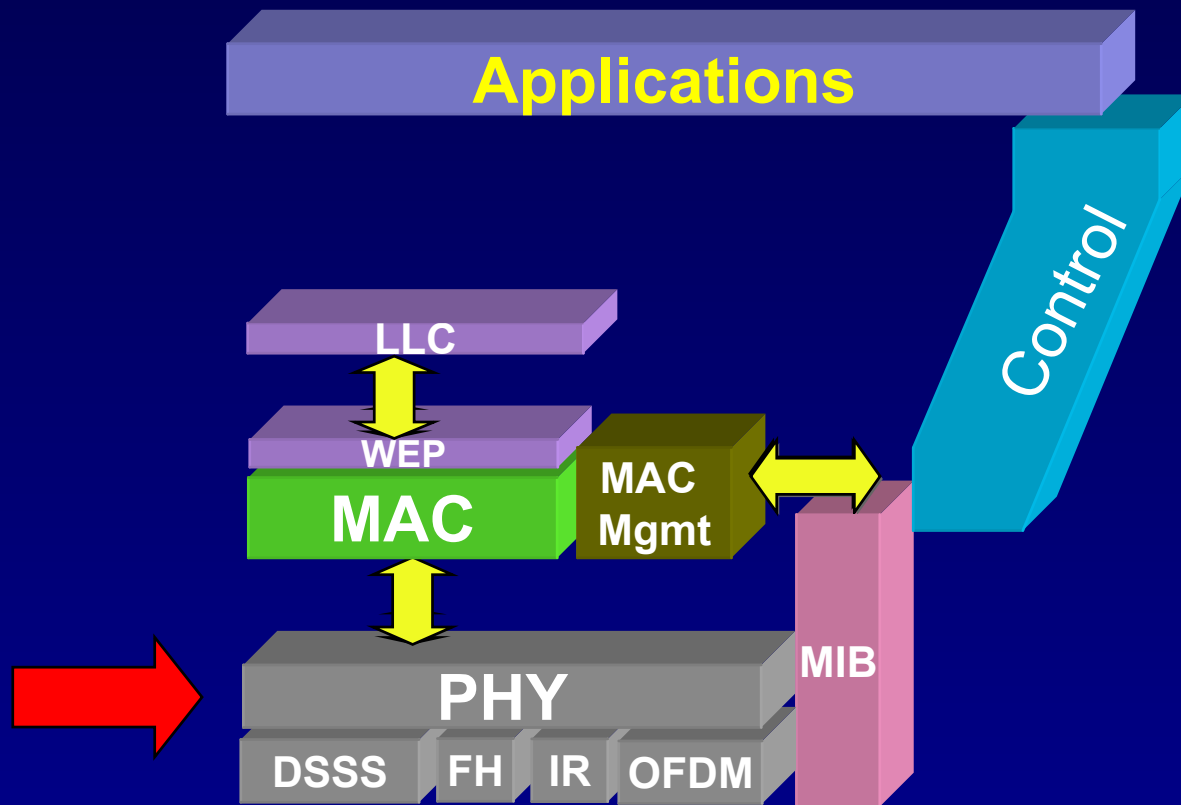 Applications
Control
LLC
WEP
MAC
MAC
Mgmt
MIB
PHY
DSSS
FH
IR
OFDM